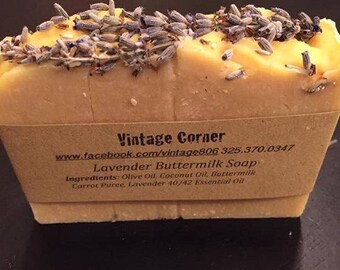 Vintage Corner
www.facebook.com/vintage806 325.370.0347
Lavender Buttermilk Soap
Ingredients: Olive Oil, Coconut Oil, Buttermilk
Carrot Puree, Lavender 40/42 Essential Oil